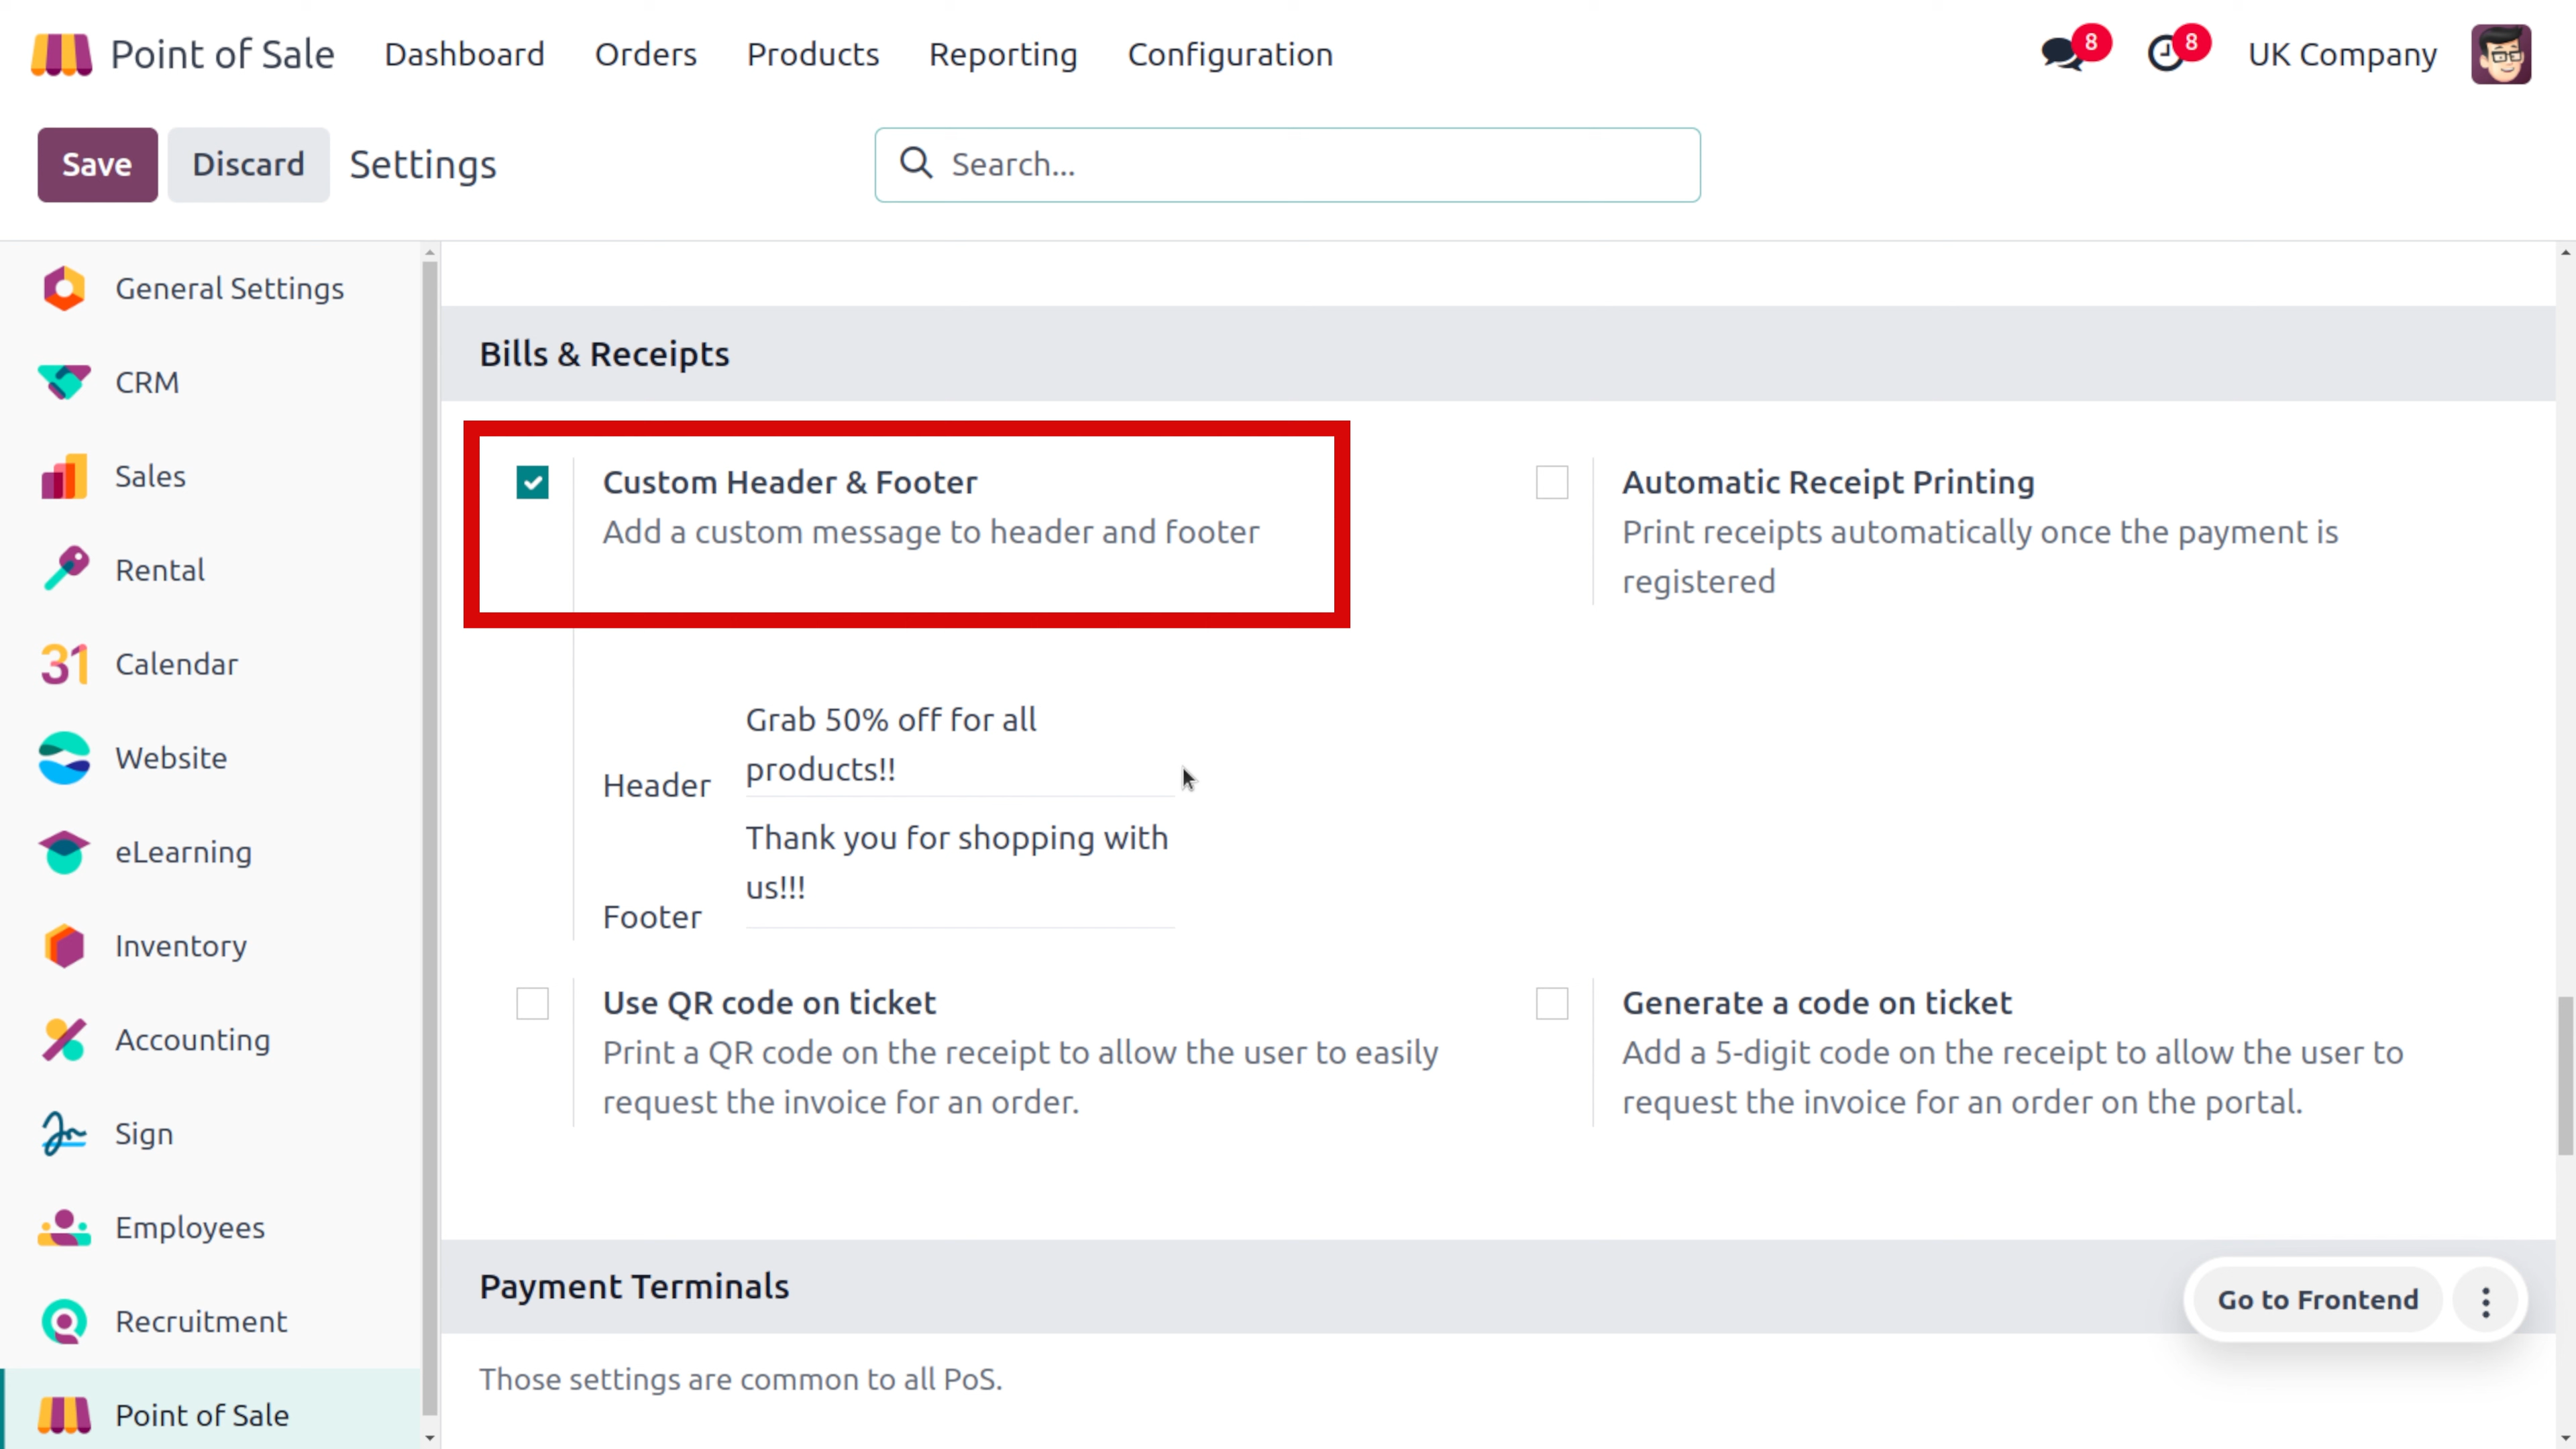 Point of Sale Dashboard Orders Products Reporting Configuration 8 8 UK Company
Save Discard Settings Search...
General Settings
CRM
Sales
Rental
31 Calendar
Website
eLearning
Inventory
Accounting
Sign
Employees
Recruitment
Point of Sale
Bills & Receipts
Custom Header & Footer
Add a custom message to header and footer
Automatic Receipt Printing
Print receipts automatically once the payment is
registered
Header
Grab 50% off for all
products!!
Footer
Thank you for shopping with
us!!!
Use QR code on ticket
Print a QR code on the receipt to allow the user to easily
request the invoice for an order.
Generate a code on ticket
Add a 5-digit code on the receipt to allow the user to
request the invoice for an order on the portal.
Payment Terminals
Go to Frontend
Those settings are common to all PoS.